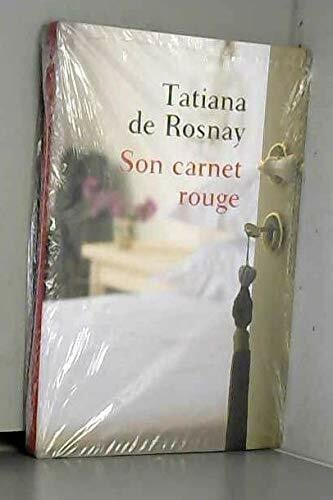 Tatiana
de Rosnay
Son carnet
rouge